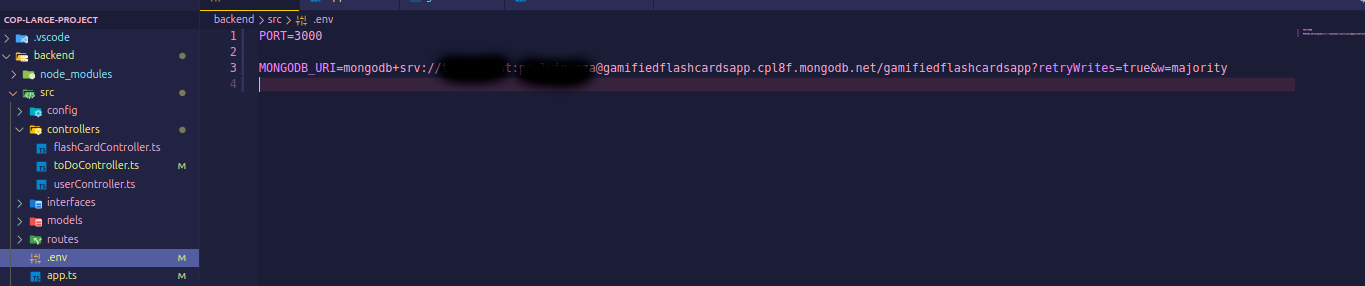 COP-LARGE-PROJECT
.vscode
backend
node_modules
src
config
controllers
flashCardController.ts
toDoController.ts M
userController.ts
interfaces
models
routes
.env M
app.ts M
backend > src > .env
1 PORT=3000
2
3 MONGODB_URI=mongodb+srv://@gamifiedflashcardsapp.cpl8f.mongodb.net/gamifiedflashcardsapp?retryWrites=true&w=majority
4